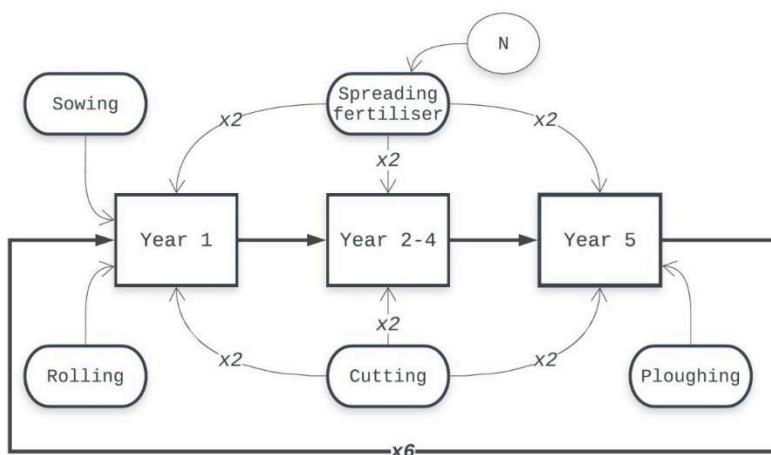 N
Sowing
Spreading
fertiliser
x2
x2
x2
Year 1
Year 2-4
Year 5
x2
x2
x2
Rolling
Cutting
Ploughing
x6